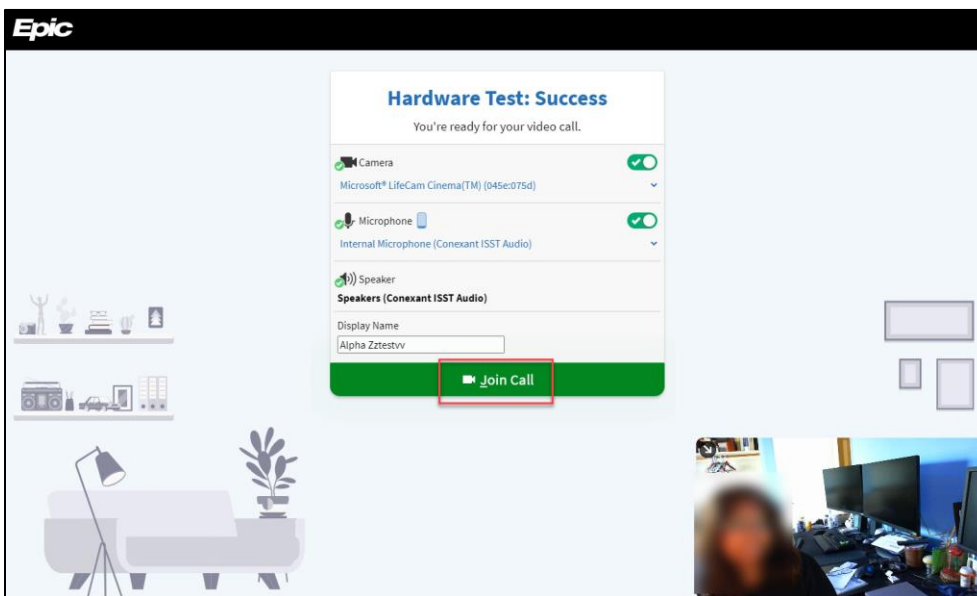 Epic
Hardware Test: Success
You're ready for your video call.
Camera
Microsoft® LifeCam Cinema(TM) (045e:075d)
Microphone
Internal Microphone (Conexant ISST Audio)
Speaker
Speakers (Conexant ISST Audio)
Display Name
Alpha Zztestvv
Join Call